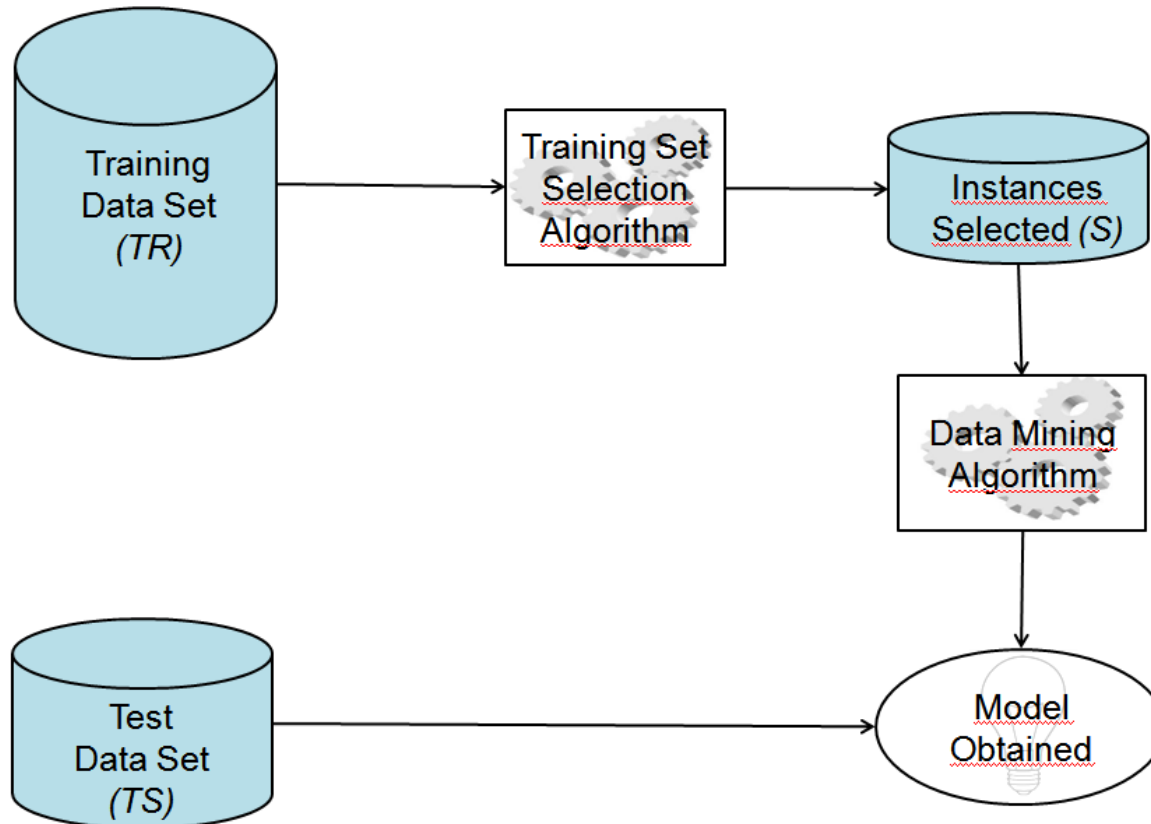 Training
Data Set
(TR)
Training Set
Selection
Algorithm
Instances
Selected (S)
Data Mining
Algorithm
Test
Data Set
(TS)
Model
Obtained